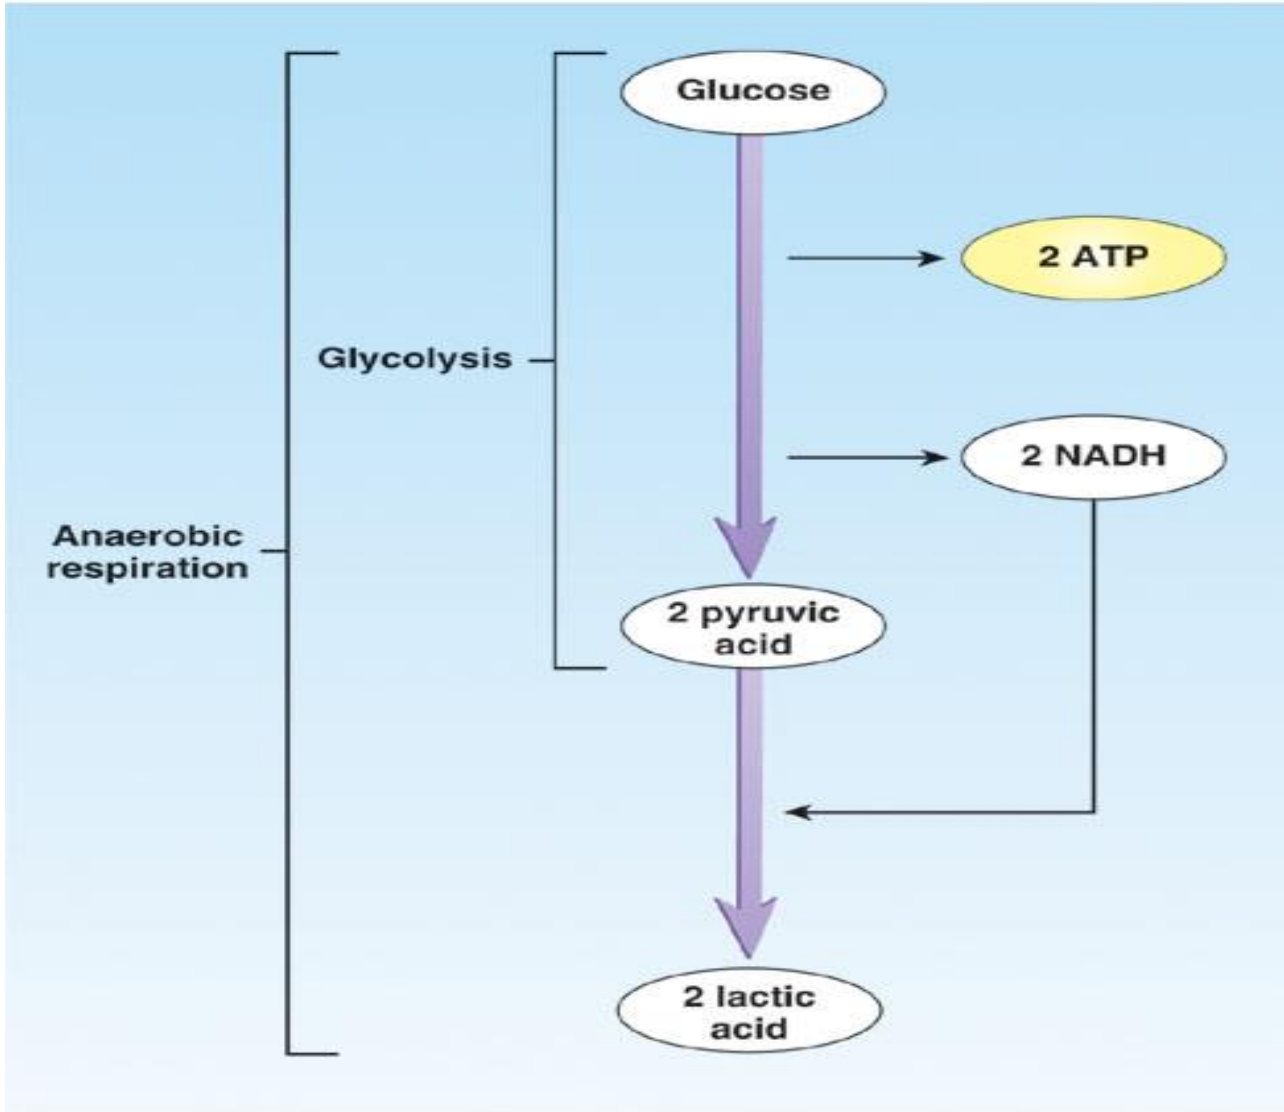 Glucose
2 ATP
Glycolysis
2 NADH
Anaerobic
respiration
2 pyruvic
acid
2 lactic
acid